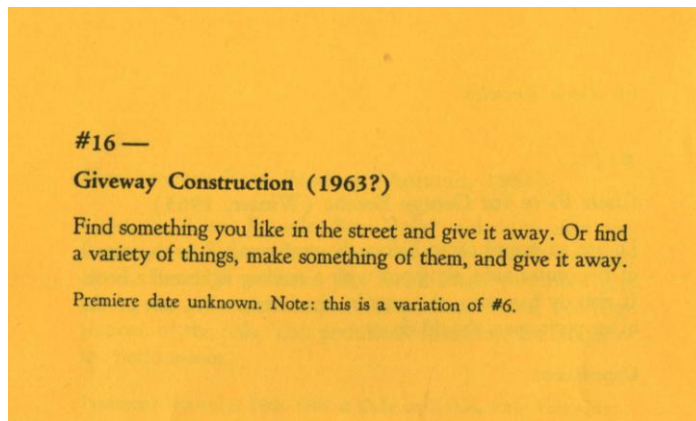 #16 —
Giveway Construction (1963?)
Find something you like in the street and give it away. Or find
a variety of things, make something of them, and give it away.
Premiere date unknown. Note: this is a variation of #6.